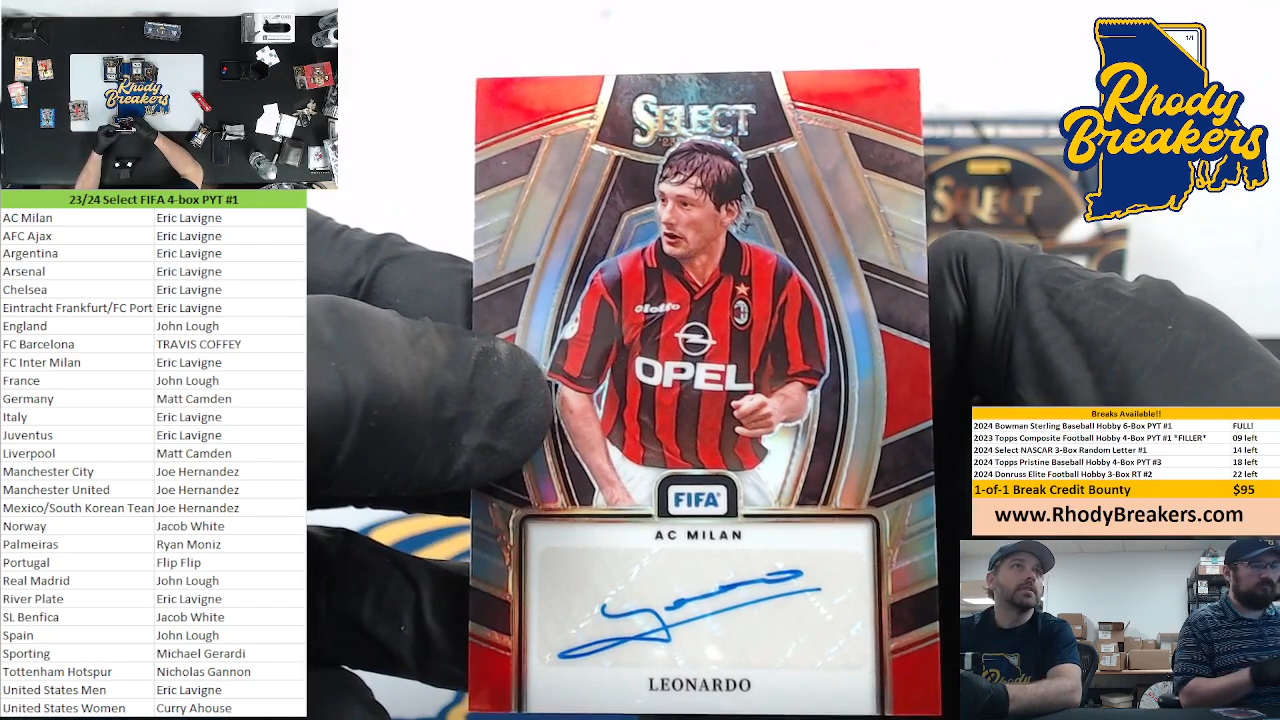 Rhody
Breakers
23/24 Select FIFA 4-box PYT #1
AC Milan Eric Lavigne
AFC Ajax Eric Lavigne
Argentina Eric Lavigne
Arsenal Eric Lavigne
Chelsea Eric Lavigne
Eintracht Frankfurt/FC Port Eric Lavigne
England John Lough
FC Barcelona TRAVIS COFFEY
FC Inter Milan Eric Lavigne
France John Lough
Germany Matt Camden
Italy Eric Lavigne
Juventus Eric Lavigne
Liverpool Matt Camden
Manchester City Joe Hernandez
Manchester United Joe Hernandez
Mexico/South Korean Team Joe Hernandez
Norway Jacob White
Palmeiras Ryan Moniz
Portugal Flip Flip
Real Madrid John Lough
River Plate Eric Lavigne
SL Benfica Jacob White
Spain John Lough
Sporting Michael Gerardi
Tottenham Hotspur Nicholas Gannon
United States Men Eric Lavigne
United States Women Curry Ahouse
SELECT
lotto
OPEL
FIFA
AC MILAN
LEONARDO
SELECT
1/1
Rhody
Breakers
Breaks Available!!
2024 Bowman Sterling Baseball Hobby 6-Box PYT #1 FULL!
2023 Topps Composite Football Hobby 4-Box PYT #1 *FILLER* 09 left
2024 Select NASCAR 3-Box Random Letter #1 14 left
2024 Topps Pristine Baseball Hobby 4-Box PYT #3 18 left
2024 Donruss Elite Football Hobby 3-Box RT #2 22 left
1-of-1 Break Credit Bounty $95
www.RhodyBreakers.com
Rhody